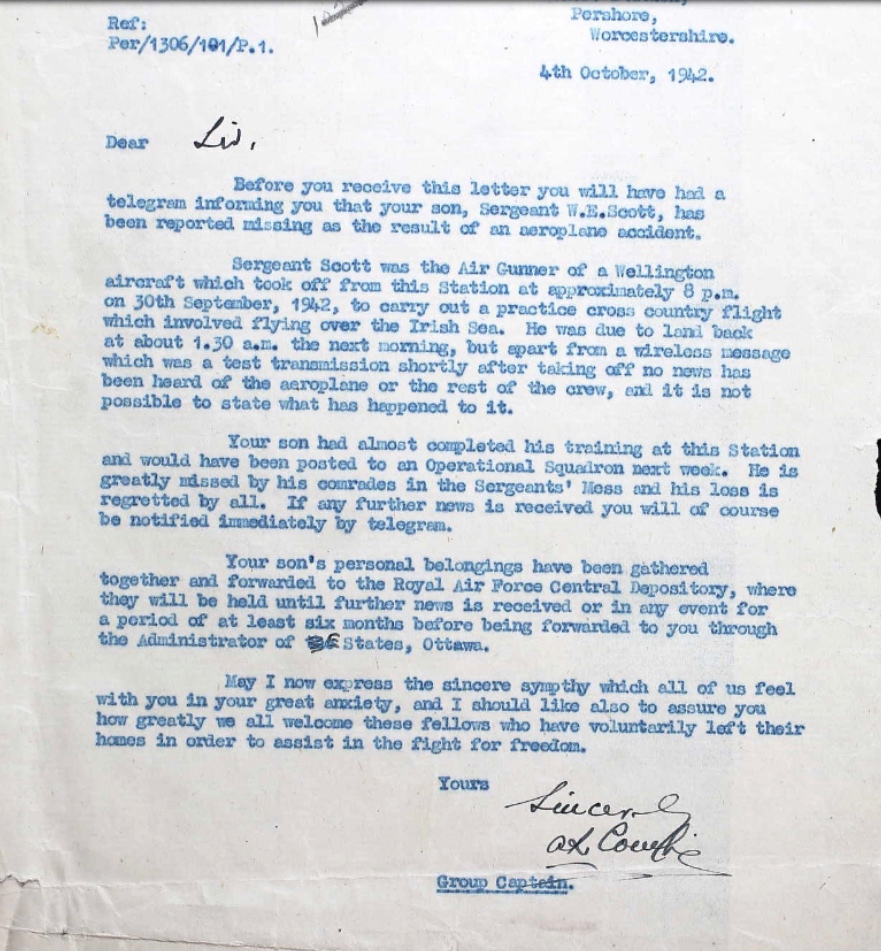 Ref:
Pershore,
Per/1306/101/P.1.
Worcestershire.
4th October, 1942.
Dear Sir,
Before you receive this letter you will have had a
telegram informing you that your son, Sergeant W.E.Scott, has
been reported missing as the result of an aeroplane accident.
Sergeant Scott was the Air Gunner of a Wellington
aircraft which took off from this Station at approximately 8 p.m.
on 30th September, 1942, to carry out a practice cross country flight
which involved flying over the Irish Sea. He was due to land back
at about 1.30 a.m. the next morning, but apart from a wireless message
which was a test transmission shortly after taking off no news has
been heard of the aeroplane or the rest of the crew, and it is not
possible to state what has happened to it.
Your son had almost completed his training at this Station
and would have been posted to an Operational Squadron next week. He is
greatly missed by his comrades in the Sergeants' Mess and his loss is
regretted by all. If any further news is received you will of course
be notified immediately by telegram.
Your son's personal belongings have been gathered
together and forwarded to the Royal Air Force Central Depository, where
they will be held until further news is received or in any event for
a period of at least six months before being forwarded to you through
the Administrator of States, Ottawa.
May I now express the sincere sympthy which all of us feel
with you in your great anxiety, and I should like also to assure you
how greatly we all welcome these fellows who have voluntarily left their
homes in order to assist in the fight for freedom.
Yours Sincerely
Group Captain.